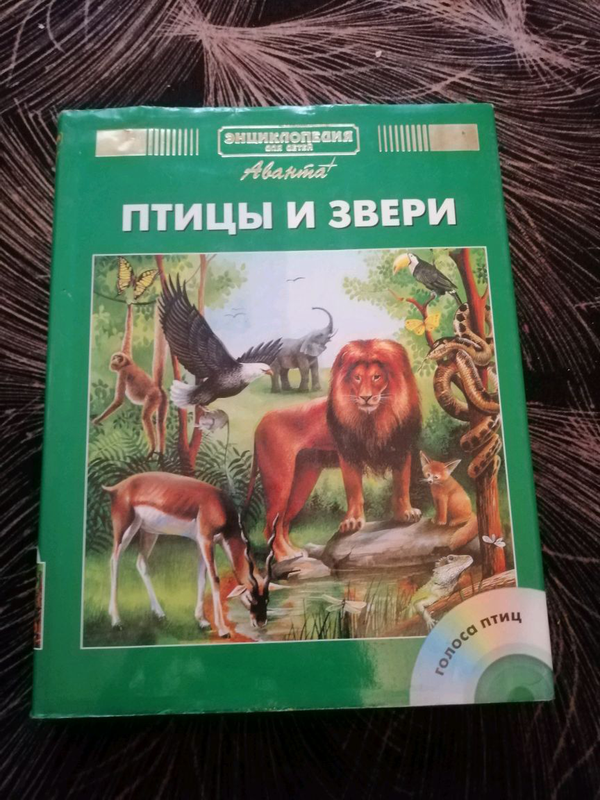 ЭНЦИКЛОПЕДИЯ
ДЛЯ ДЕТЕЙ
Аванта+
ПТИЦЫ И ЗВЕРИ
голоса птиц